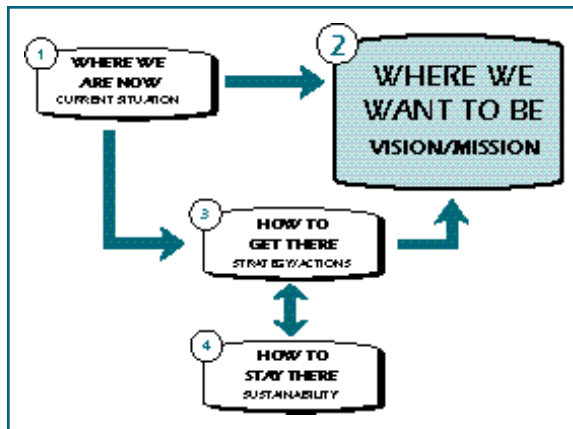 1
WHERE WE
ARE NOW
CURRENT SITUATION
2
WHERE WE
WANT TO BE
VISION/MISSION
3
HOW TO
GET THERE
STRATEGY/ACTIONS
4
HOW TO
STAY THERE
SUSTAINABILITY